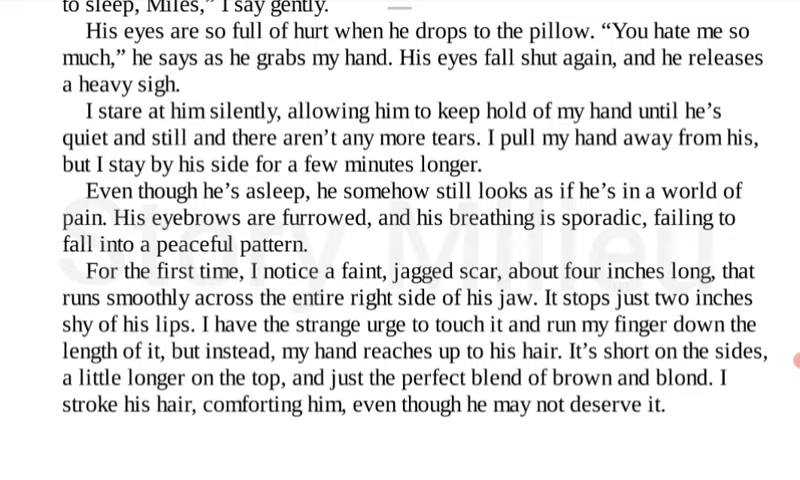 to sleep, Miles,” I say gently.
His eyes are so full of hurt when he drops to the pillow. “You hate me so
much,” he says as he grabs my hand. His eyes fall shut again, and he releases
a heavy sigh.
I stare at him silently, allowing him to keep hold of my hand until he’s
quiet and still and there aren’t any more tears. I pull my hand away from his,
but I stay by his side for a few minutes longer.
Even though he’s asleep, he somehow still looks as if he’s in a world of
pain. His eyebrows are furrowed, and his breathing is sporadic, failing to
fall into a peaceful pattern.
For the first time, I notice a faint, jagged scar, about four inches long, that
runs smoothly across the entire right side of his jaw. It stops just two inches
shy of his lips. I have the strange urge to touch it and run my finger down the
length of it, but instead, my hand reaches up to his hair. It’s short on the sides,
a little longer on the top, and just the perfect blend of brown and blond. I
stroke his hair, comforting him, even though he may not deserve it.
Story Milieu